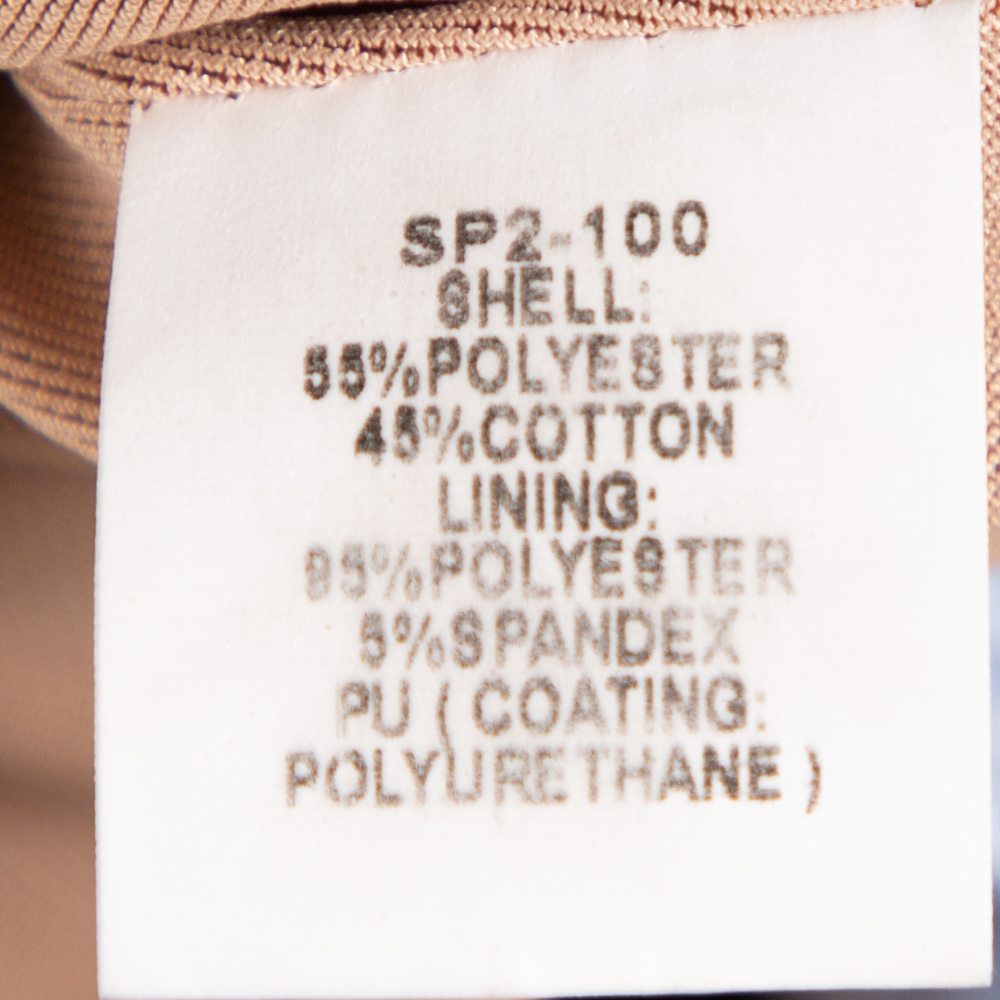 SP2-100
SHELL:
55%POLYESTER
45%COTTON
LINING:
95%POLYESTER
5%SPANDEX
PU ( COATING:
POLYURETHANE )